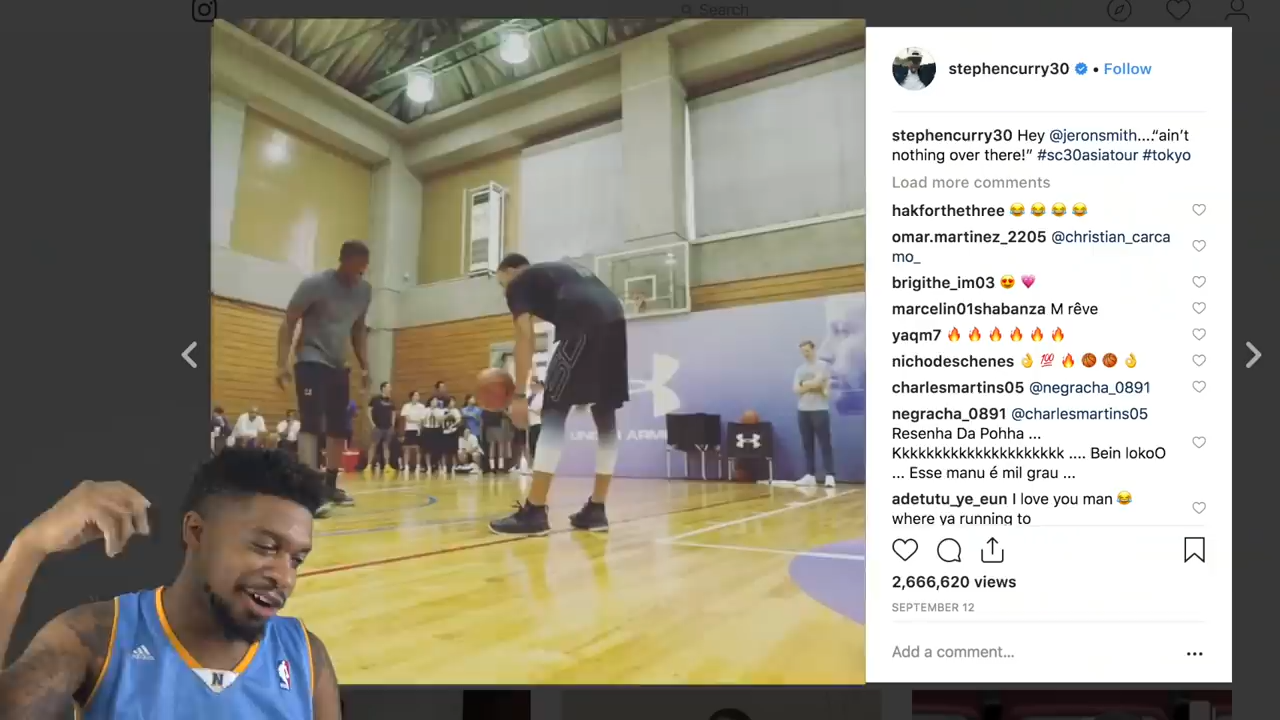 Search
stephencurry30 • Follow
stephencurry30 Hey @jeronsmith....“ain’t
nothing over there!” #sc30asiatour #tokyo
Load more comments
hakforthethree 😂 😂 😂 😂
omar.martinez_2205 @christian_carca
mo_
brigithe_im03 😍 💗
marcelin01shabanza M rêve
yaqm7 🔥 🔥 🔥 🔥 🔥 🔥
nichodeschenes 👌 💯 🔥 🏀 🏀 👌
charlesmartins05 @negracha_0891
negracha_0891 @charlesmartins05
Resenha Da Pohha ...
Kkkkkkkkkkkkkkkkkkkk .... Bein lokoO
... Esse manu é mil grau ...
adetutu_ye_eun I love you man 😂
where ya running to
2,666,620 views
SEPTEMBER 12
Add a comment...
UNDER ARMOUR
N